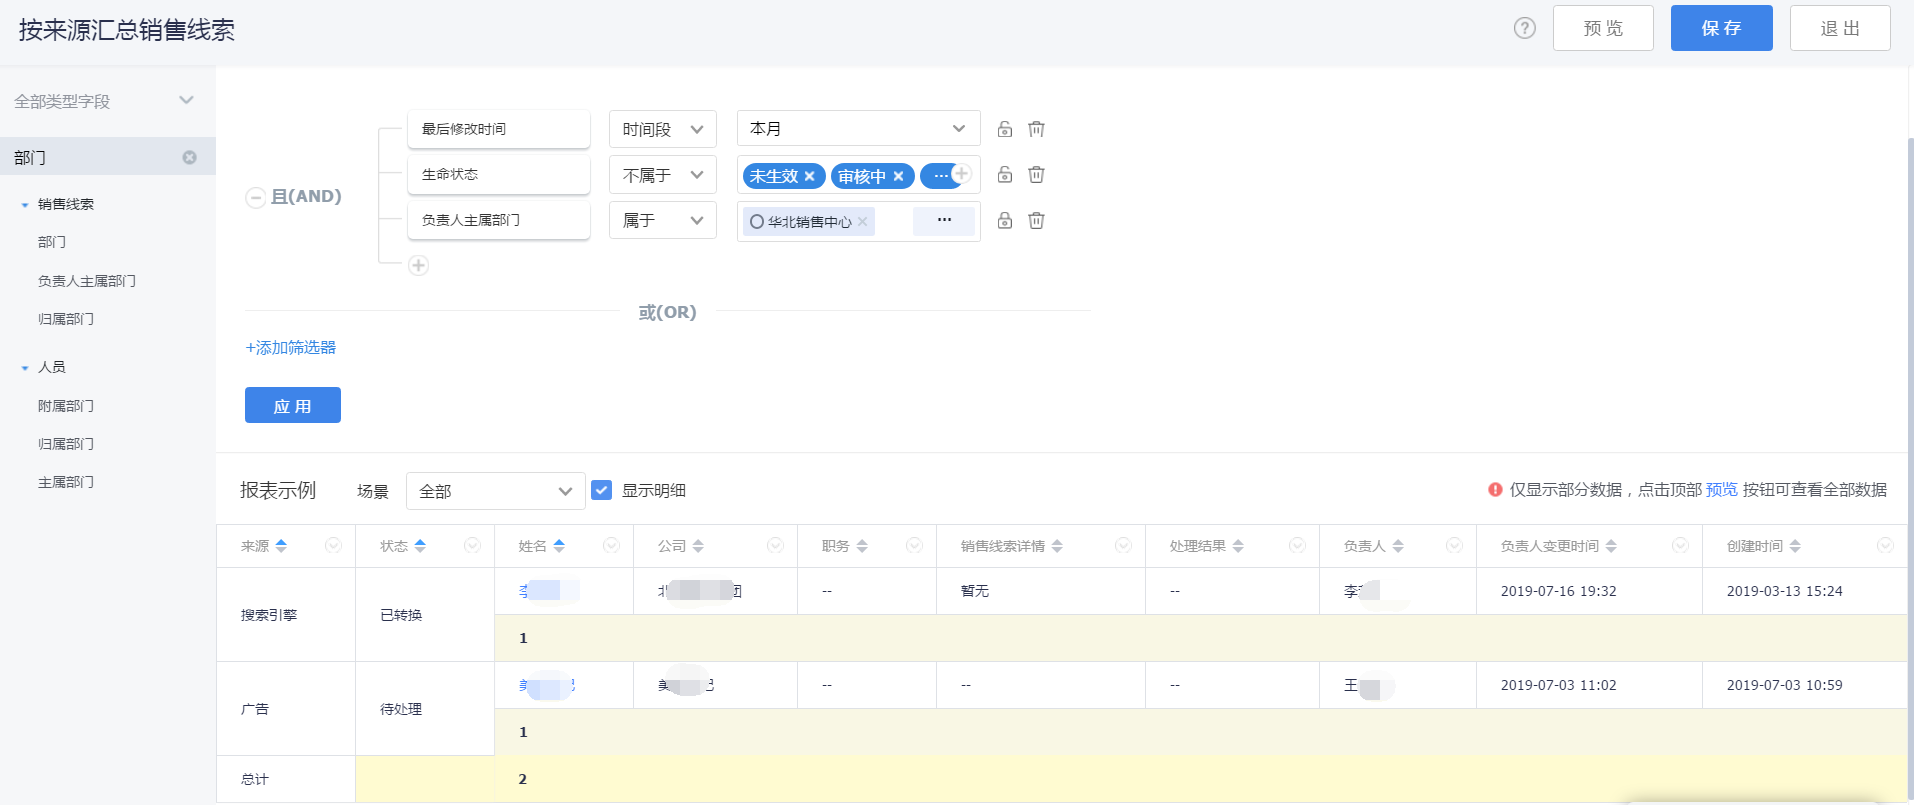 按来源汇总销售线索
预 览
保 存
退 出
全部类型字段
部门
销售线索
部门
负责人主属部门
归属部门
人员
附属部门
归属部门
主属部门
且(AND)
最后修改时间 时间段 本月
生命状态 不属于 未生效 × 审核中 × ...
负责人主属部门 属于 华北销售中心 × ...
或(OR)
+添加筛选器
应 用
报表示例 场景 全部 显示明细 仅显示部分数据，点击顶部 预览 按钮可查看全部数据
来源 状态 姓名 公司 职务 销售线索详情 处理结果 负责人 负责人变更时间 创建时间
搜索引擎 已转换 李 北 团 -- 暂无 -- 李 2019-07-16 19:32 2019-03-13 15:24
1
广告 待处理 -- -- -- 王 2019-07-03 11:02 2019-07-03 10:59
1
总计 2